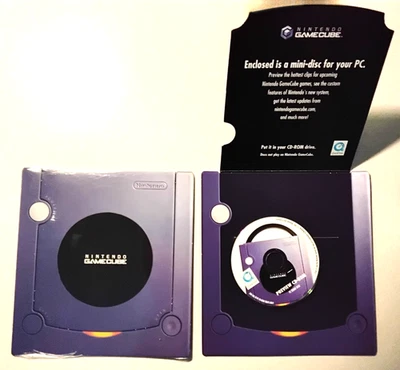 NINTENDO
GAMECUBE
Enclosed is a mini-disc for your PC.
Preview the hottest clips for upcoming
Nintendo GameCube games, see the custom
features of Nintendo's new system,
get the latest updates from
nintendogamecube.com,
and much more!
Put it in your CD-ROM drive.
Does not play on Nintendo GameCube.
Nintendo
NINTENDO
GAMECUBE